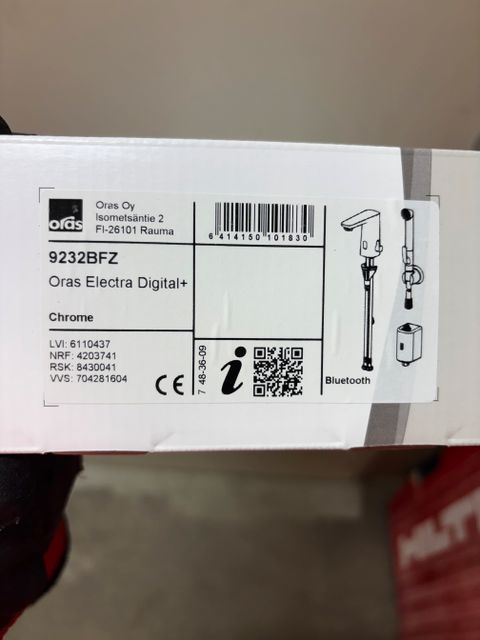 oras
Oras Oy
Isometsäntie 2
FI-26101 Rauma
6 414150 101830
9232BFZ
Oras Electra Digital+
Chrome
LVI: 6110437
NRF: 4203741
RSK: 8430041
VVS: 704281604
CE
7 48-36-09
i
Bluetooth
HILTI